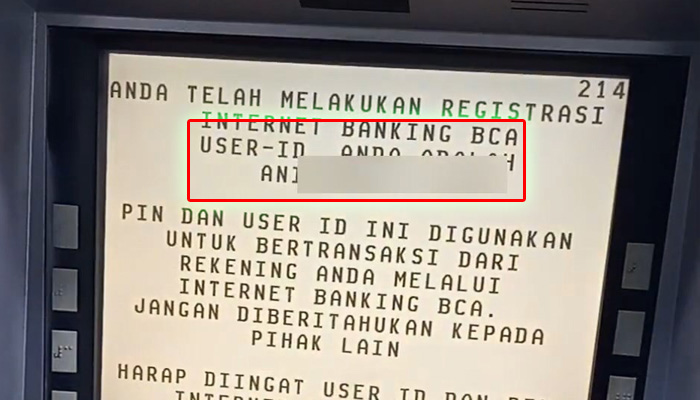 214
ANDA TELAH MELAKUKAN REGISTRASI
INTERNET BANKING BCA
USER-ID ANDA ADALAH
PIN DAN USER ID INI DIGUNAKAN
UNTUK BERTRANSAKSI DARI
REKENING ANDA MELALUI
INTERNET BANKING BCA.
JANGAN DIBERITAHUKAN KEPADA
PIHAK LAIN
HARAP DIINGAT USER ID DAN
INTERNET